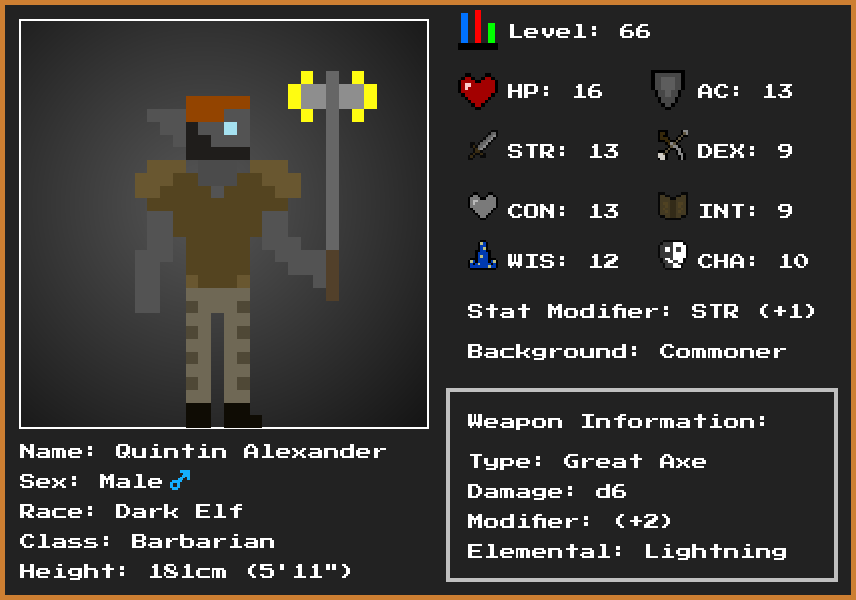 Level: 66
HP: 16
AC: 13
STR: 13
DEX: 9
CON: 13
INT: 9
WIS: 12
CHA: 10
Stat Modifier: STR (+1)
Background: Commoner
Weapon Information:
Type: Great Axe
Damage: d6
Modifier: (+2)
Elemental: Lightning
Name: Quintin Alexander
Sex: Male♂
Race: Dark Elf
Class: Barbarian
Height: 181cm (5'11")